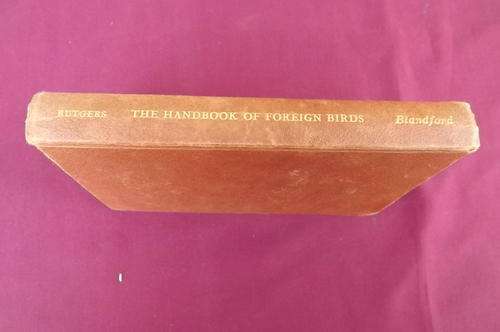 RUTGERS THE HANDBOOK OF FOREIGN BIRDS Blandford